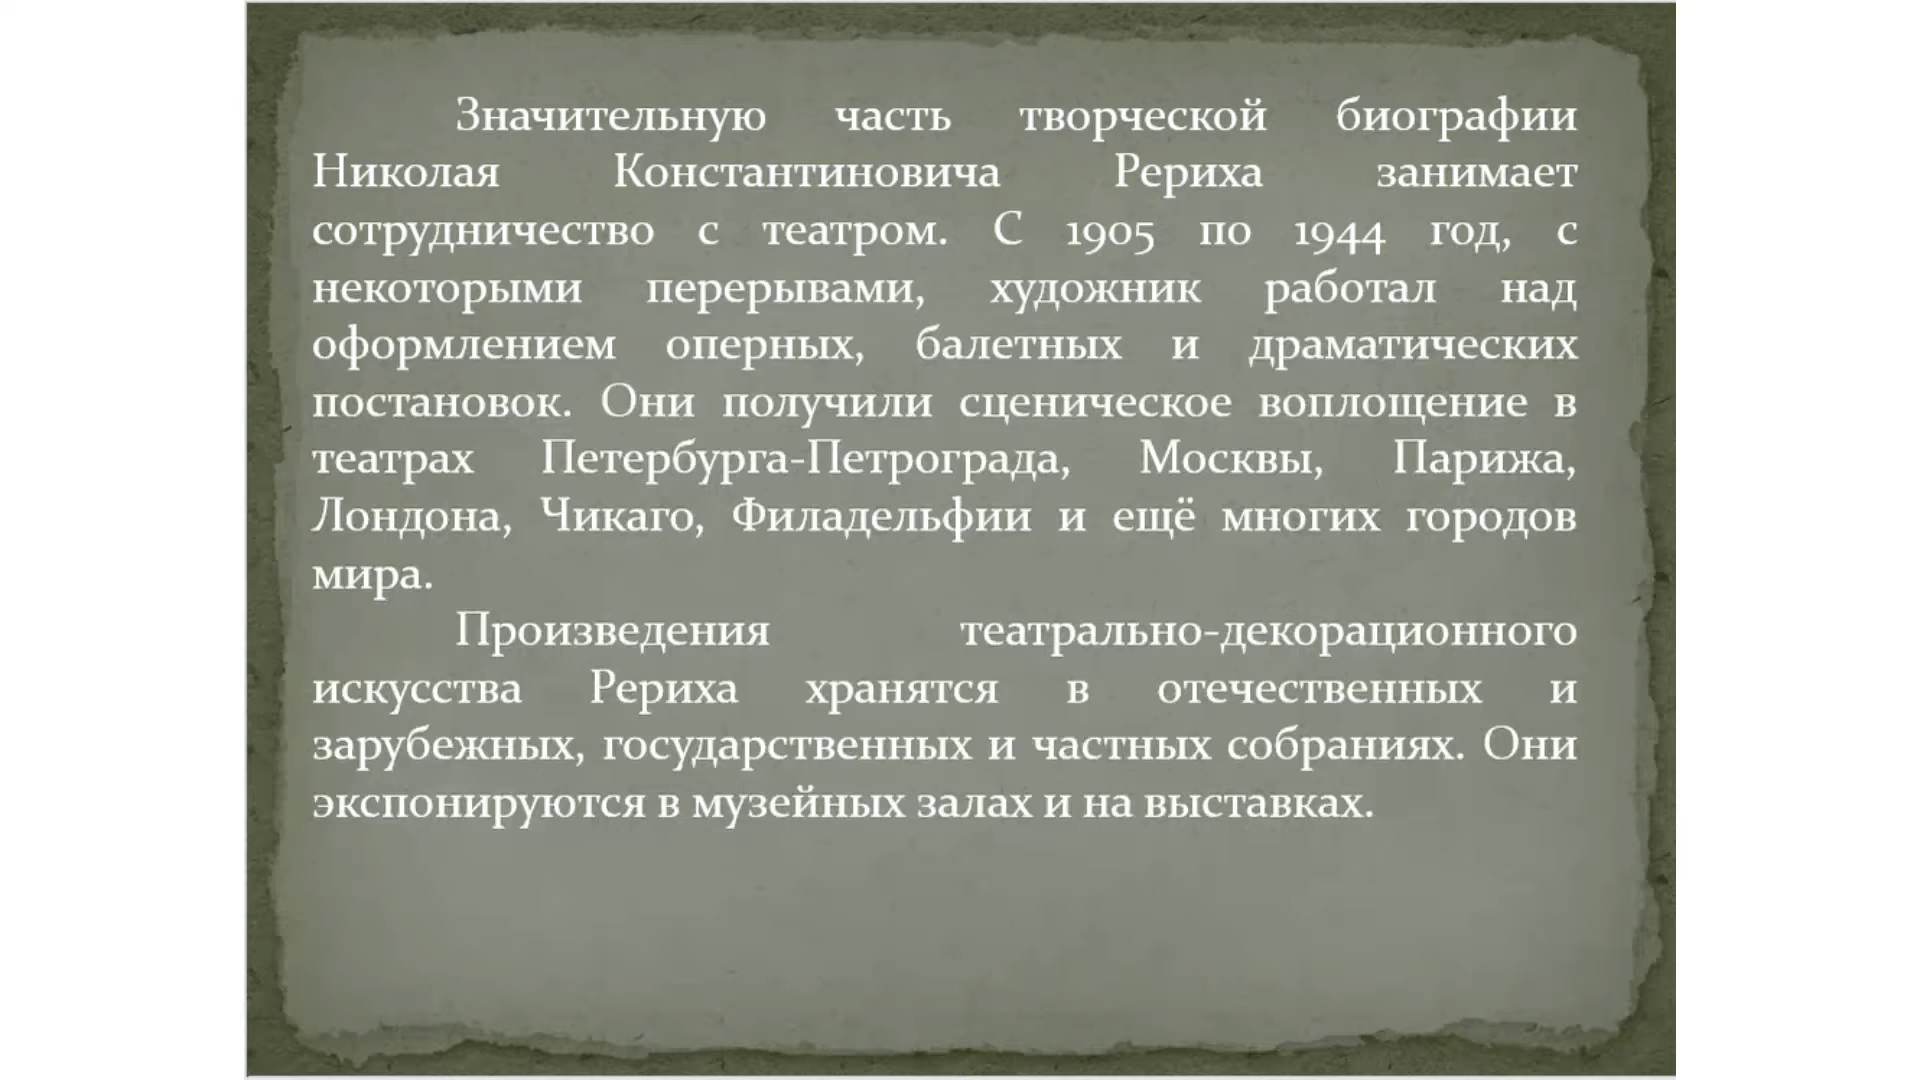 Значительную часть творческой биографии
Николая Константиновича Рериха занимает
сотрудничество с театром. С 1905 по 1944 год, с
некоторыми перерывами, художник работал над
оформлением оперных, балетных и драматических
постановок. Они получили сценическое воплощение в
театрах Петербурга-Петрограда, Москвы, Парижа,
Лондона, Чикаго, Филадельфии и ещё многих городов
мира.
Произведения театрально-декорационного
искусства Рериха хранятся в отечественных и
зарубежных, государственных и частных собраниях. Они
экспонируются в музейных залах и на выставках.